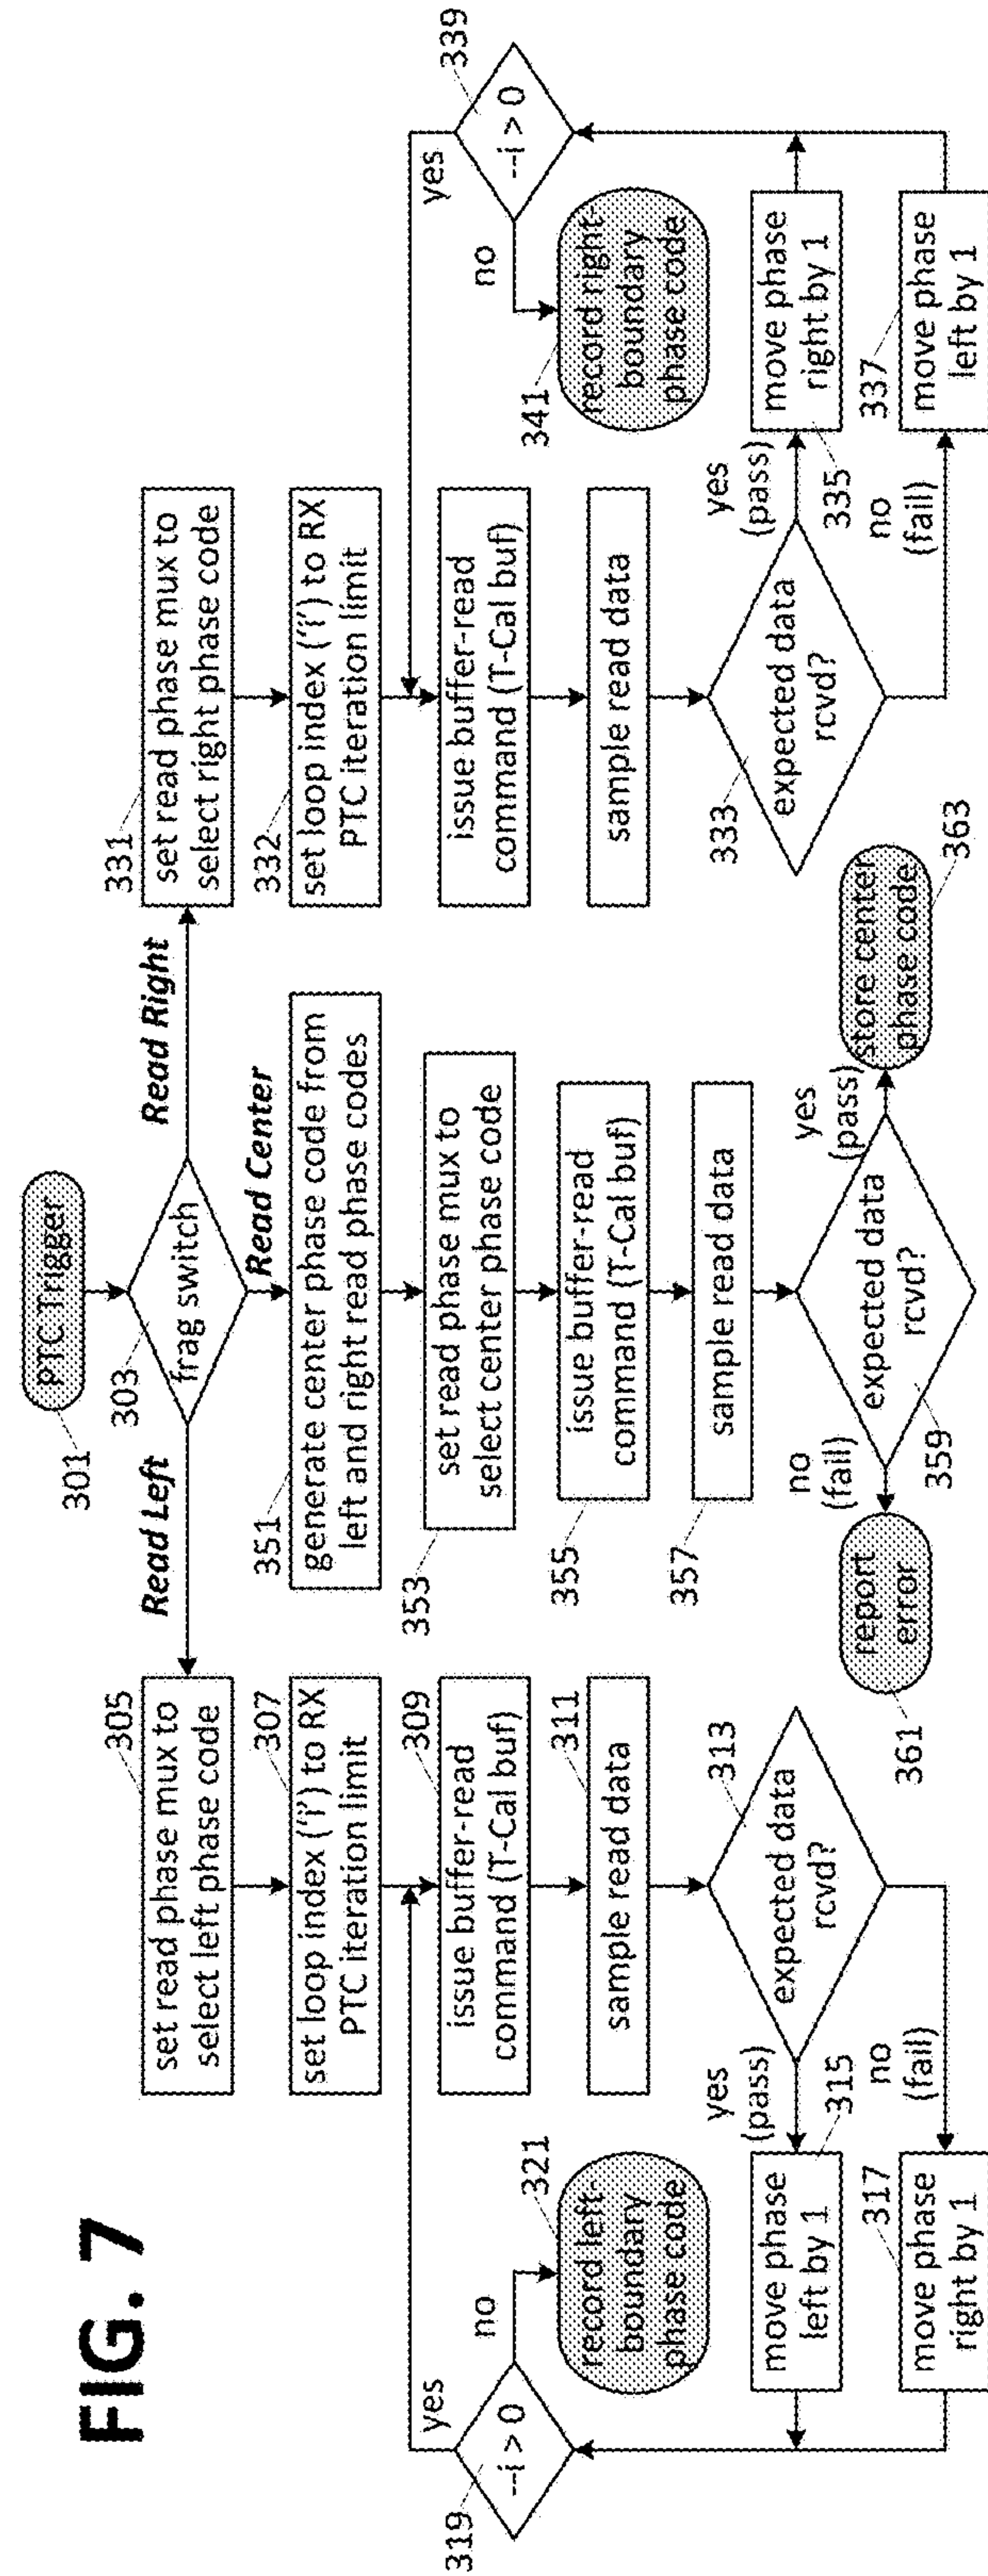 FIG. 7
PTC Trigger
301
303
frag switch
Read Left
Read Right
Read Center
305
set read phase mux to
select left phase code
307
set loop index (‘i’) to RX
PTC iteration limit
309
issue buffer-read
command (T-Cal buf)
311
sample read data
313
expected data
rcvd?
yes
(pass)
315
move phase
left by 1
no
(fail)
317
move phase
right by 1
319
--i > 0
yes
no
321
record left-
boundary
phase code
351
generate center phase code from
left and right read phase codes
353
set read phase mux to
select center phase code
355
issue buffer-read
command (T-Cal buf)
357
sample read data
359
expected data
rcvd?
no
(fail)
361
report
error
yes
(pass)
363
store center
phase code
331
set read phase mux to
select right phase code
332
set loop index (‘i’) to RX
PTC iteration limit
issue buffer-read
command (T-Cal buf)
sample read data
333
expected data
rcvd?
yes
(pass)
335
move phase
right by 1
no
(fail)
337
move phase
left by 1
339
--i > 0
yes
no
341
record right-
boundary
phase code